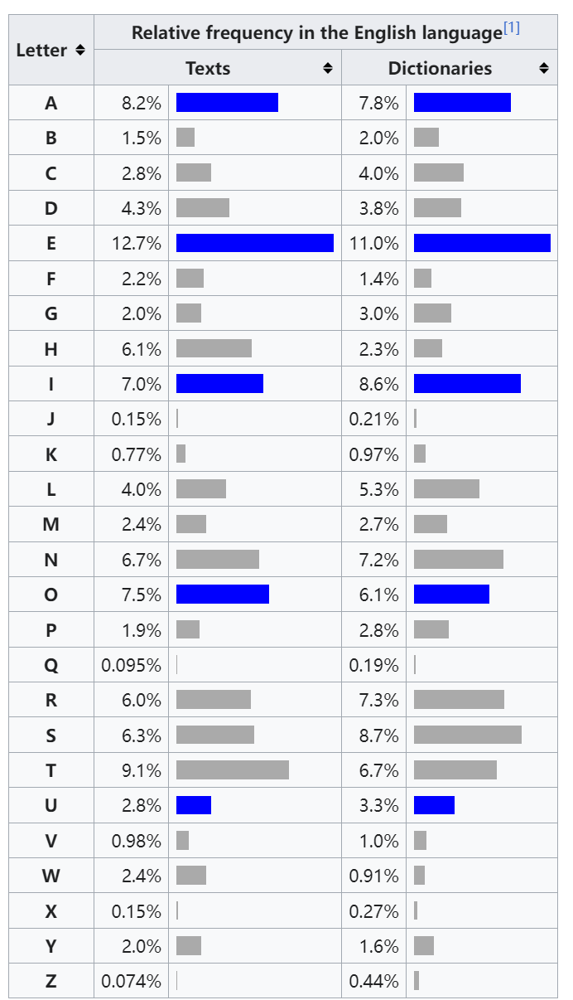 Relative frequency in the English language[1]
Letter
Texts Dictionaries
A 8.2% 7.8%
B 1.5% 2.0%
C 2.8% 4.0%
D 4.3% 3.8%
E 12.7% 11.0%
F 2.2% 1.4%
G 2.0% 3.0%
H 6.1% 2.3%
I 7.0% 8.6%
J 0.15% 0.21%
K 0.77% 0.97%
L 4.0% 5.3%
M 2.4% 2.7%
N 6.7% 7.2%
O 7.5% 6.1%
P 1.9% 2.8%
Q 0.095% 0.19%
R 6.0% 7.3%
S 6.3% 8.7%
T 9.1% 6.7%
U 2.8% 3.3%
V 0.98% 1.0%
W 2.4% 0.91%
X 0.15% 0.27%
Y 2.0% 1.6%
Z 0.074% 0.44%